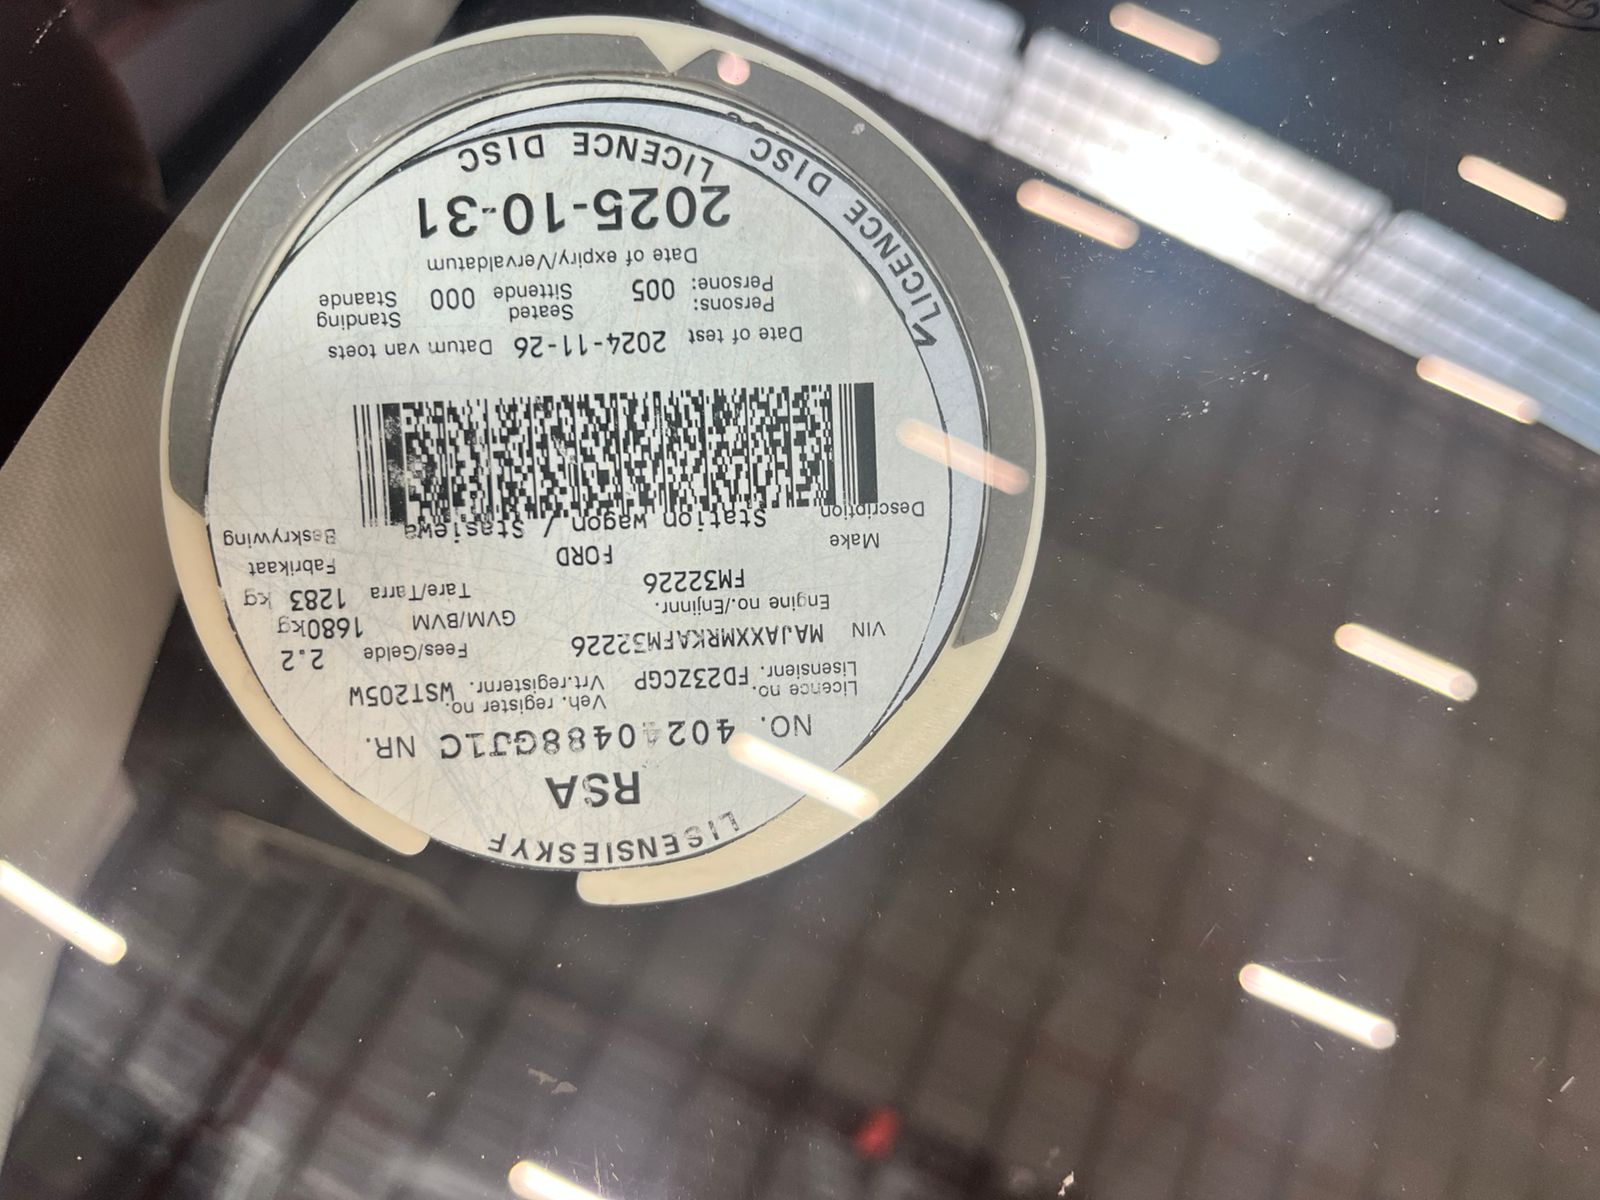 LISENSIESKYF
RSA
NO. 40240488GJ1C NR.
Licence no. Lisensienr. FD23ZCGP Veh. register no. Vrt.registernr. WST205W
VIN MAJAXXMRKAFM32226 Fees/Gelde 2.2
Engine no./Enjinnr. FM32226 GVM/BVM 1680kg
Tare/Tarra 1283 kg
Make FORD Fabrikaat
Description Station wagon / Stasiewa Beskrywing
Date of test 2024-11-26 Datum van toets
Persons: Persone: 005 Seated Sittende 000 Standing Staande
Date of expiry/Vervaldatum
2025-10-31
LICENCE DISC
LICENCE DISC